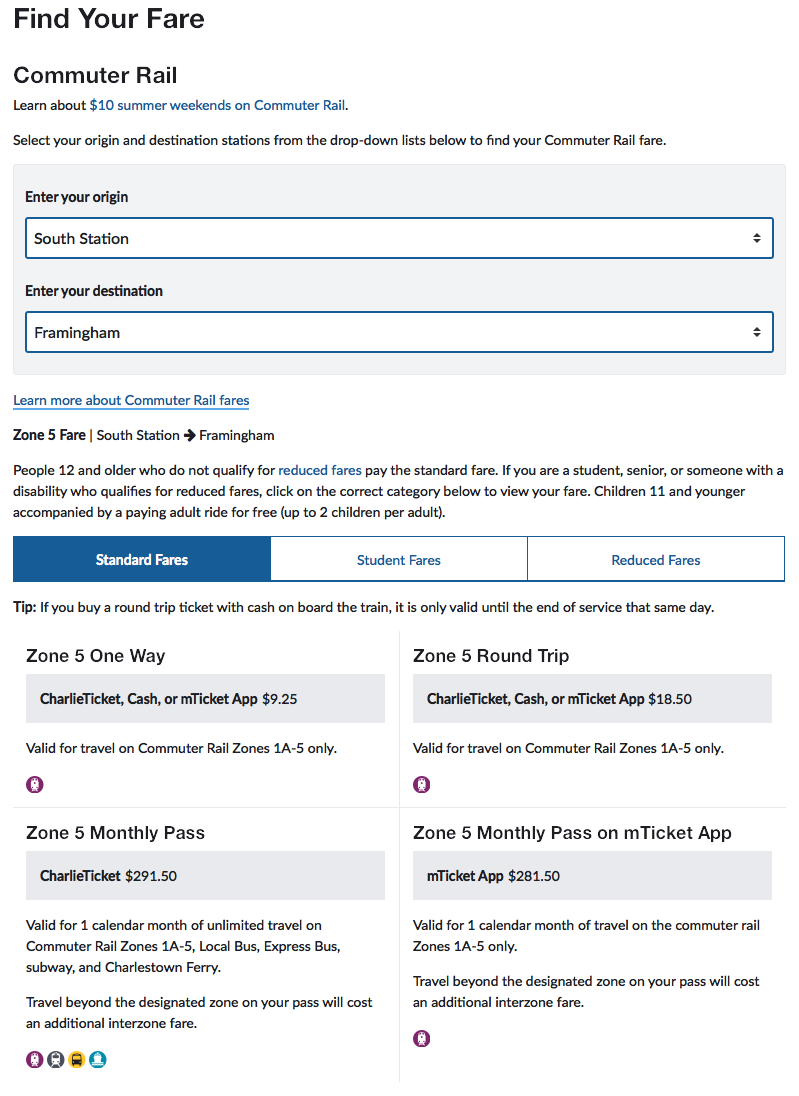 Find Your Fare
Commuter Rail
Learn about $10 summer weekends on Commuter Rail.
Select your origin and destination stations from the drop-down lists below to find your Commuter Rail fare.
Enter your origin
South Station
Enter your destination
Framingham
Learn more about Commuter Rail fares
Zone 5 Fare | South Station → Framingham
People 12 and older who do not qualify for reduced fares pay the standard fare. If you are a student, senior, or someone with a
disability who qualifies for reduced fares, click on the correct category below to view your fare. Children 11 and younger
accompanied by a paying adult ride for free (up to 2 children per adult).
Standard Fares
Student Fares
Reduced Fares
Tip: If you buy a round trip ticket with cash on board the train, it is only valid until the end of service that same day.
Zone 5 One Way
CharlieTicket, Cash, or mTicket App $9.25
Valid for travel on Commuter Rail Zones 1A-5 only.
Zone 5 Round Trip
CharlieTicket, Cash, or mTicket App $18.50
Valid for travel on Commuter Rail Zones 1A-5 only.
Zone 5 Monthly Pass
CharlieTicket $291.50
Valid for 1 calendar month of unlimited travel on
Commuter Rail Zones 1A-5, Local Bus, Express Bus,
subway, and Charlestown Ferry.
Travel beyond the designated zone on your pass will cost
an additional interzone fare.
Zone 5 Monthly Pass on mTicket App
mTicket App $281.50
Valid for 1 calendar month of travel on the commuter rail
Zones 1A-5 only.
Travel beyond the designated zone on your pass will cost
an additional interzone fare.